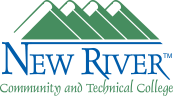 NEW RIVER™
Community and Technical College